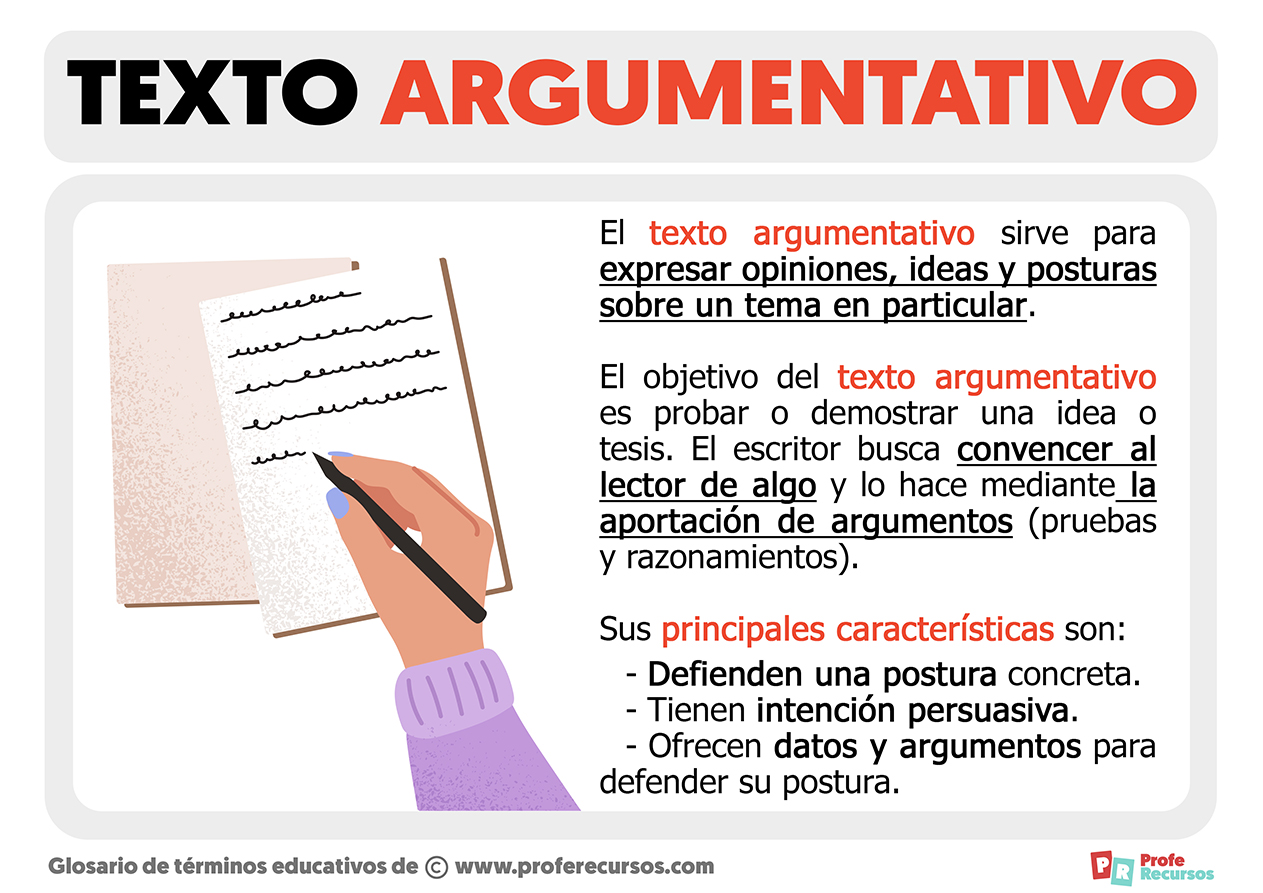 TEXTO ARGUMENTATIVO
El texto argumentativo sirve para
expresar opiniones, ideas y posturas
sobre un tema en particular.
El objetivo del texto argumentativo
es probar o demostrar una idea o
tesis. El escritor busca convencer al
lector de algo y lo hace mediante la
aportación de argumentos (pruebas
y razonamientos).
Sus principales características son:
- Defienden una postura concreta.
- Tienen intención persuasiva.
- Ofrecen datos y argumentos para
defender su postura.
Glosario de términos educativos de © www.proferecursos.com
PR Profe
Recursos